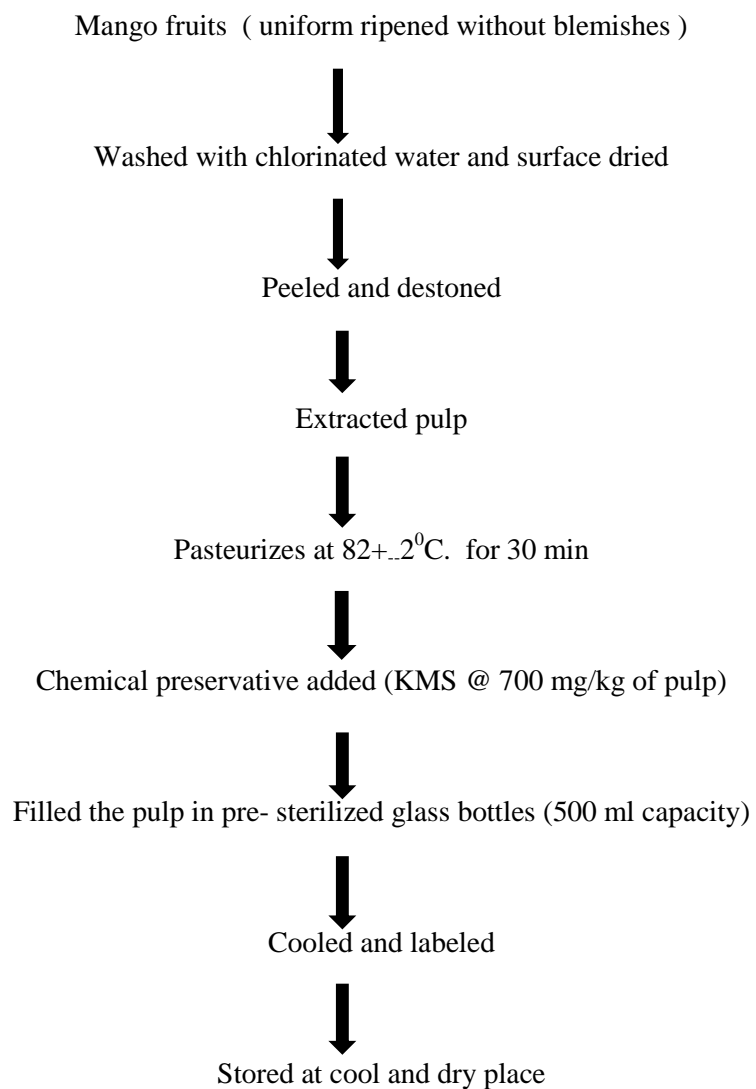 Mango fruits ( uniform ripened without blemishes )
Washed with chlorinated water and surface dried
Peeled and destoned
Extracted pulp
Pasteurizes at 82+_-2⁰C. for 30 min
Chemical preservative added (KMS @ 700 mg/kg of pulp)
Filled the pulp in pre- sterilized glass bottles (500 ml capacity)
Cooled and labeled
Stored at cool and dry place